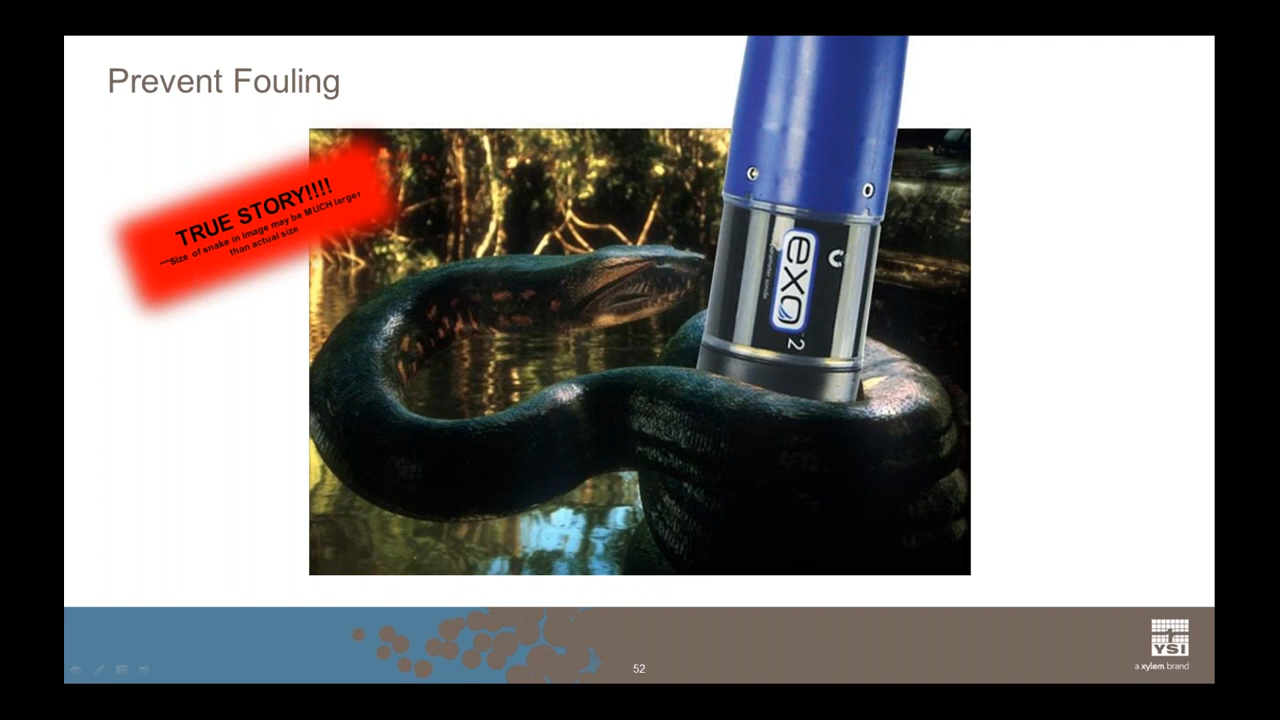 Prevent Fouling
TRUE STORY!!!!
***Size of snake in image may be MUCH larger
than actual size
exo
2
52
YSI
a xylem brand